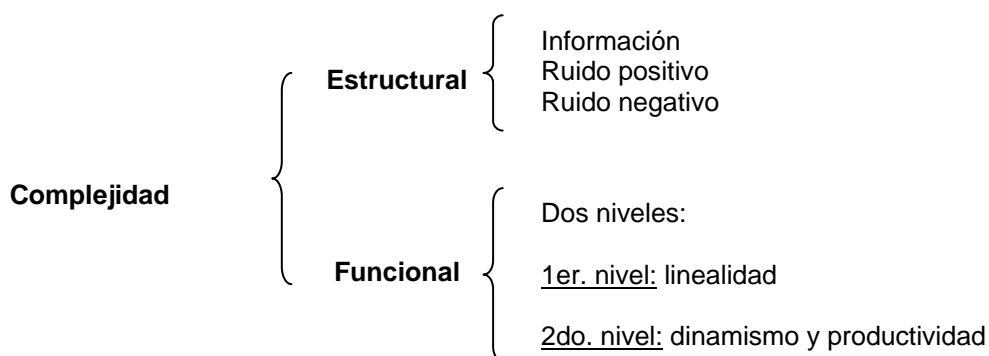 Complejidad
Estructural
Información
Ruido positivo
Ruido negativo
Funcional
Dos niveles:
1er. nivel: linealidad
2do. nivel: dinamismo y productividad